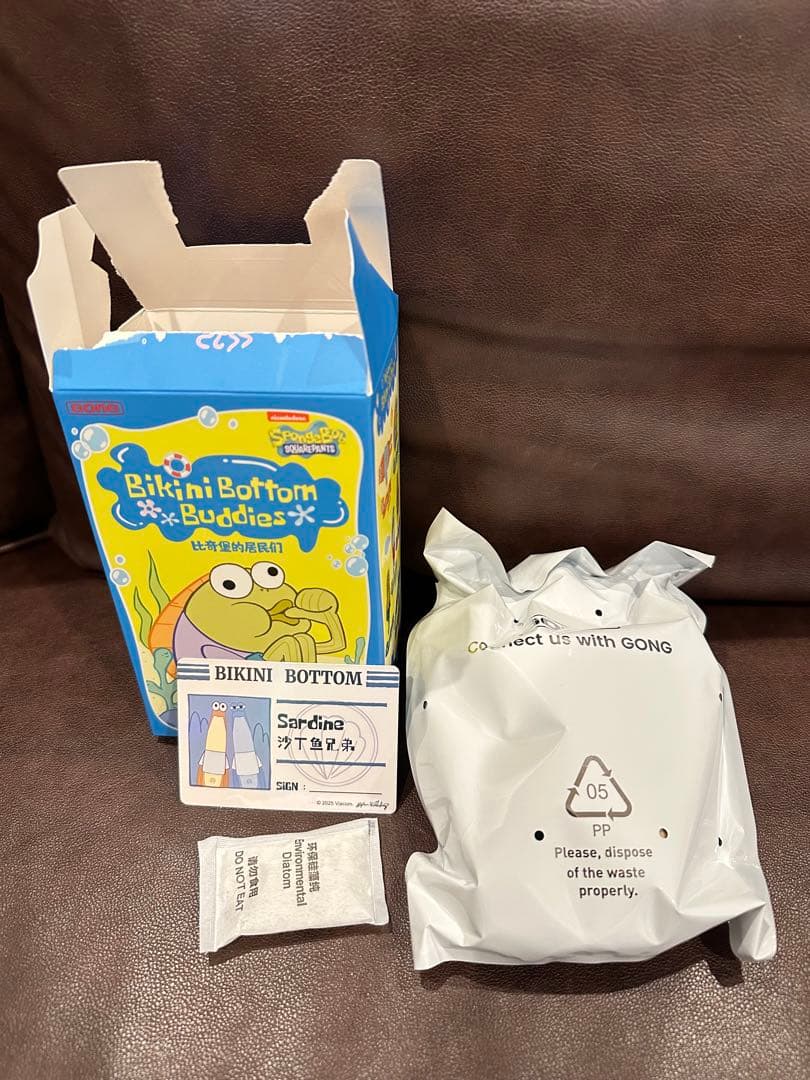 GONG
nickelodeon
SpongeBob
SQUAREPANTS
Bikini Bottom
Buddies
比奇堡的居民们
BIKINI BOTTOM
Sardine
沙丁鱼兄弟
SIGN :
© 2025 Viacom.
环保硅藻纯
Environmental
Diatom
请勿食用
DO NOT EAT
Connect us with GONG
05
PP
Please, dispose
of the waste
properly.